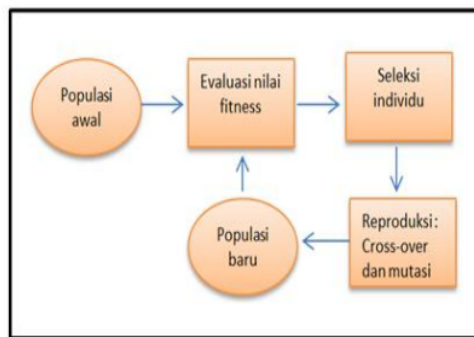 Populasi
awal
Evaluasi nilai
fitness
Seleksi
individu
Reproduksi :
Cross-over
dan mutasi
Populasi
baru